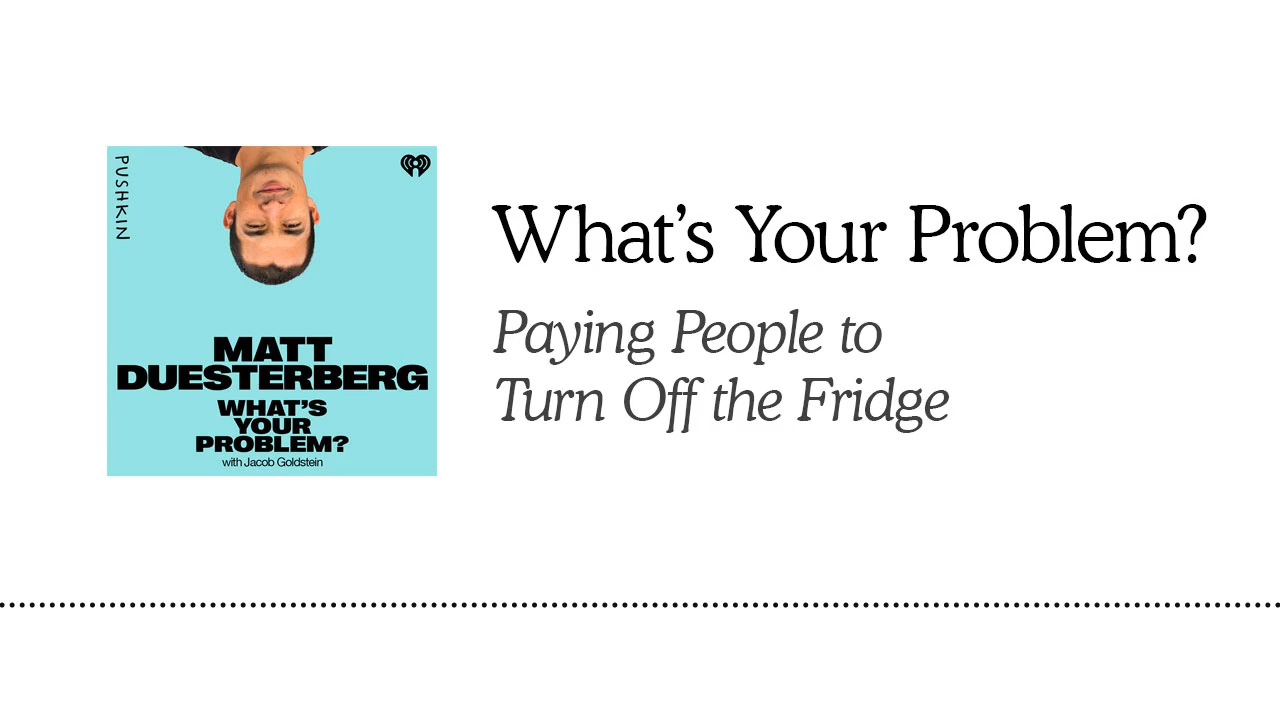 PUSHKIN
MATT
DUESTERBERG
WHAT'S
YOUR
PROBLEM?
with Jacob Goldstein
What's Your Problem?
Paying People to
Turn Off the Fridge